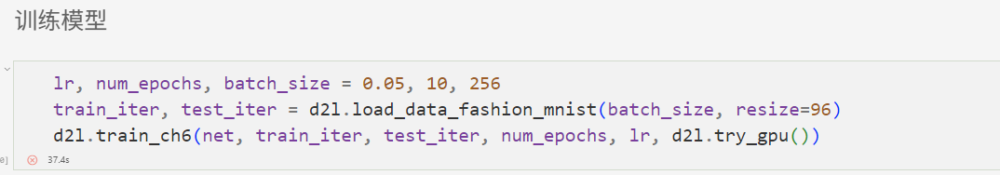 训练模型
lr, num_epochs, batch_size = 0.05, 10, 256
train_iter, test_iter = d2l.load_data_fashion_mnist(batch_size, resize=96)
d2l.train_ch6(net, train_iter, test_iter, num_epochs, lr, d2l.try_gpu())
0] 37.4s